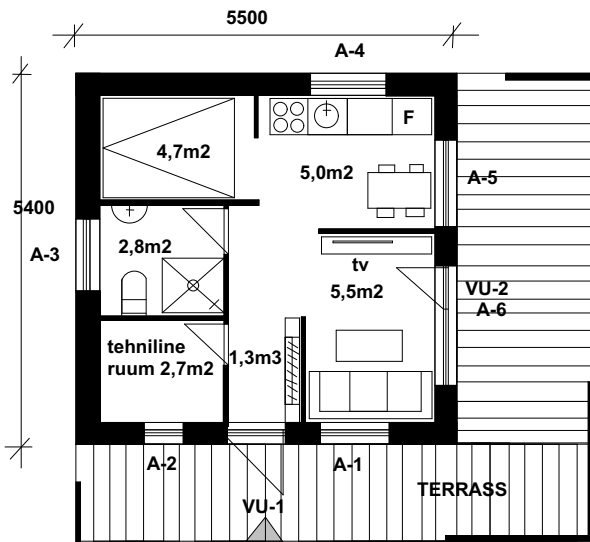 5500
A-4
4,7m2
F
5,0m2
A-5
5400
2,8m2
A-3
tv
5,5m2
VU-2
A-6
tehniline
ruum 2,7m2
1,3m3
A-2
A-1
TERRASS
VU-1